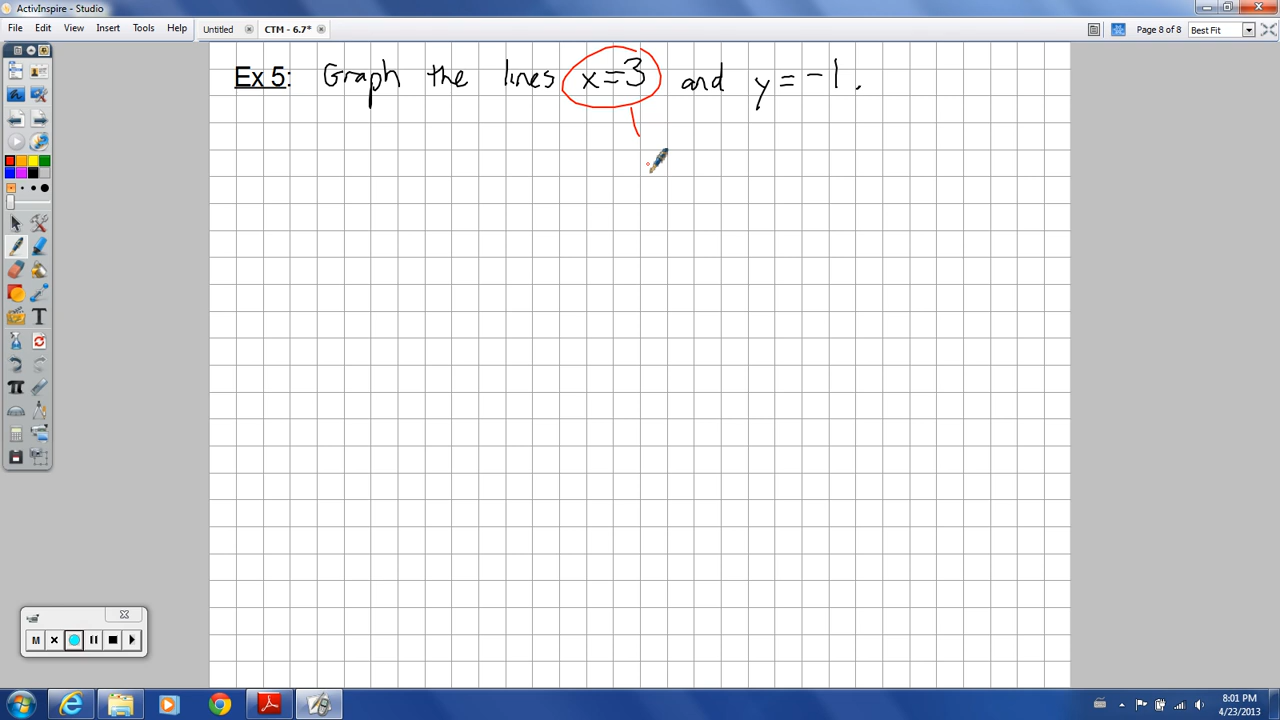 ActivInspire - Studio
File Edit View Insert Tools Help
Untitled
CTM - 6.7*
Page 8 of 8
Best Fit
Ex 5: Graph the lines x=3 and y=-1.
T
M
8:01 PM
4/23/2013